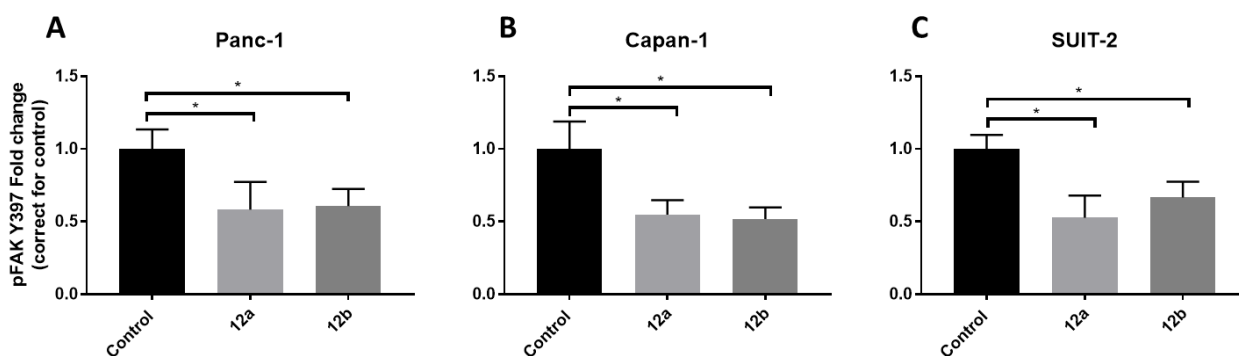 A
Panc-1
pFAK Y397 Fold change
(correct for control)
1.5
1.0
0.5
0.0
*
*
Control
12a
12b
B
Capan-1
1.5
1.0
0.5
0.0
*
*
Control
12a
12b
C
SUIT-2
1.5
1.0
0.5
0.0
*
*
Control
12a
12b